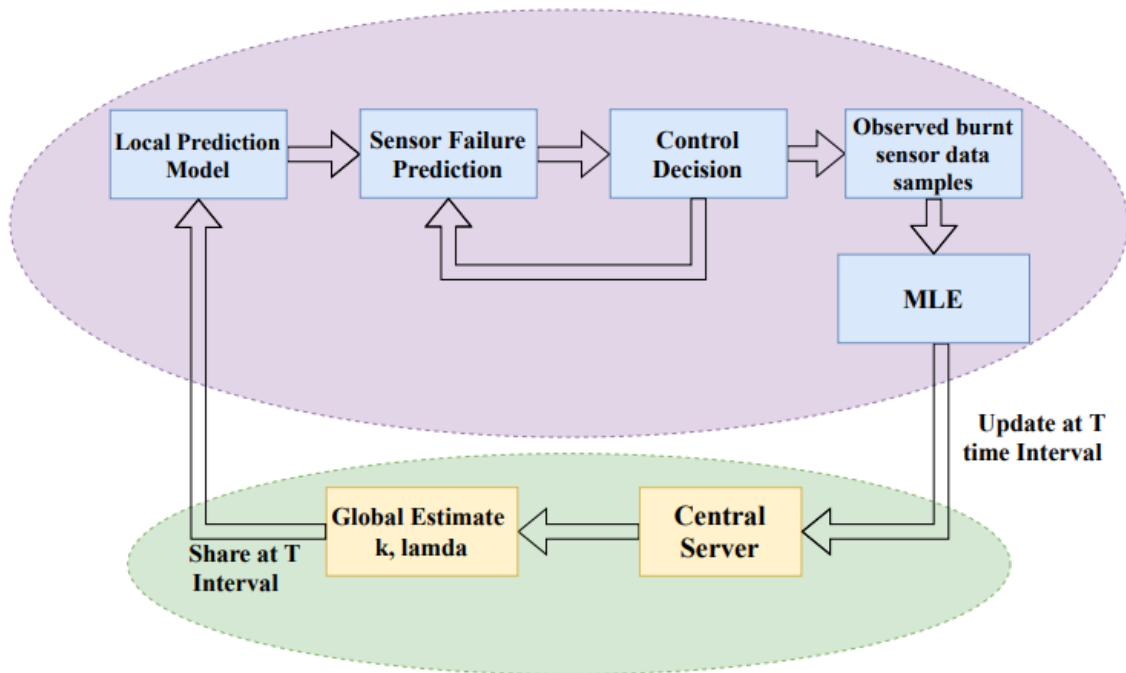 Local Prediction
Model
Sensor Failure
Prediction
Control
Decision
Observed burnt
sensor data
samples
MLE
Update at T
time Interval
Central
Server
Global Estimate
k, lamda
Share at T
Interval